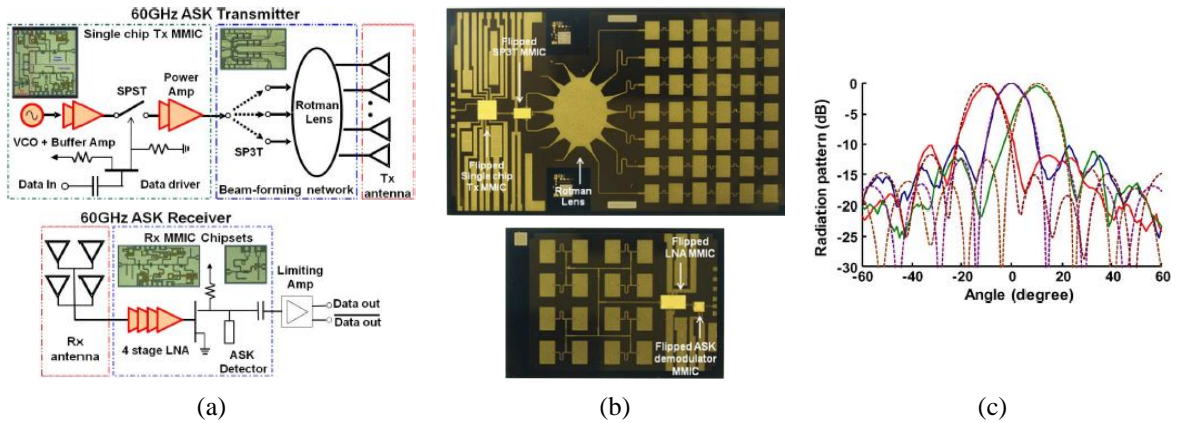 60GHz ASK Transmitter
Single chip Tx MMIC
Power
Amp
SPST
VCO + Buffer Amp
Data In
Data driver
SP3T
Rotman
Lens
Beam-forming network
Tx
antenna
60GHz ASK Receiver
Rx MMIC Chipsets
Limiting
Amp
Data out
Data out
Rx
antenna
4 stage LNA
ASK
Detector
(a)
Flipped
SP3T MMIC
Flipped
Single chip
Tx MMIC
Rotman
Lens
Flipped
LNA MMIC
Flipped ASK
demodulator
MMIC
(b)
Radiation pattern (dB)
0
-5
-10
-15
-20
-25
-30
-60
-40
-20
0
20
40
60
Angle (degree)
(c)